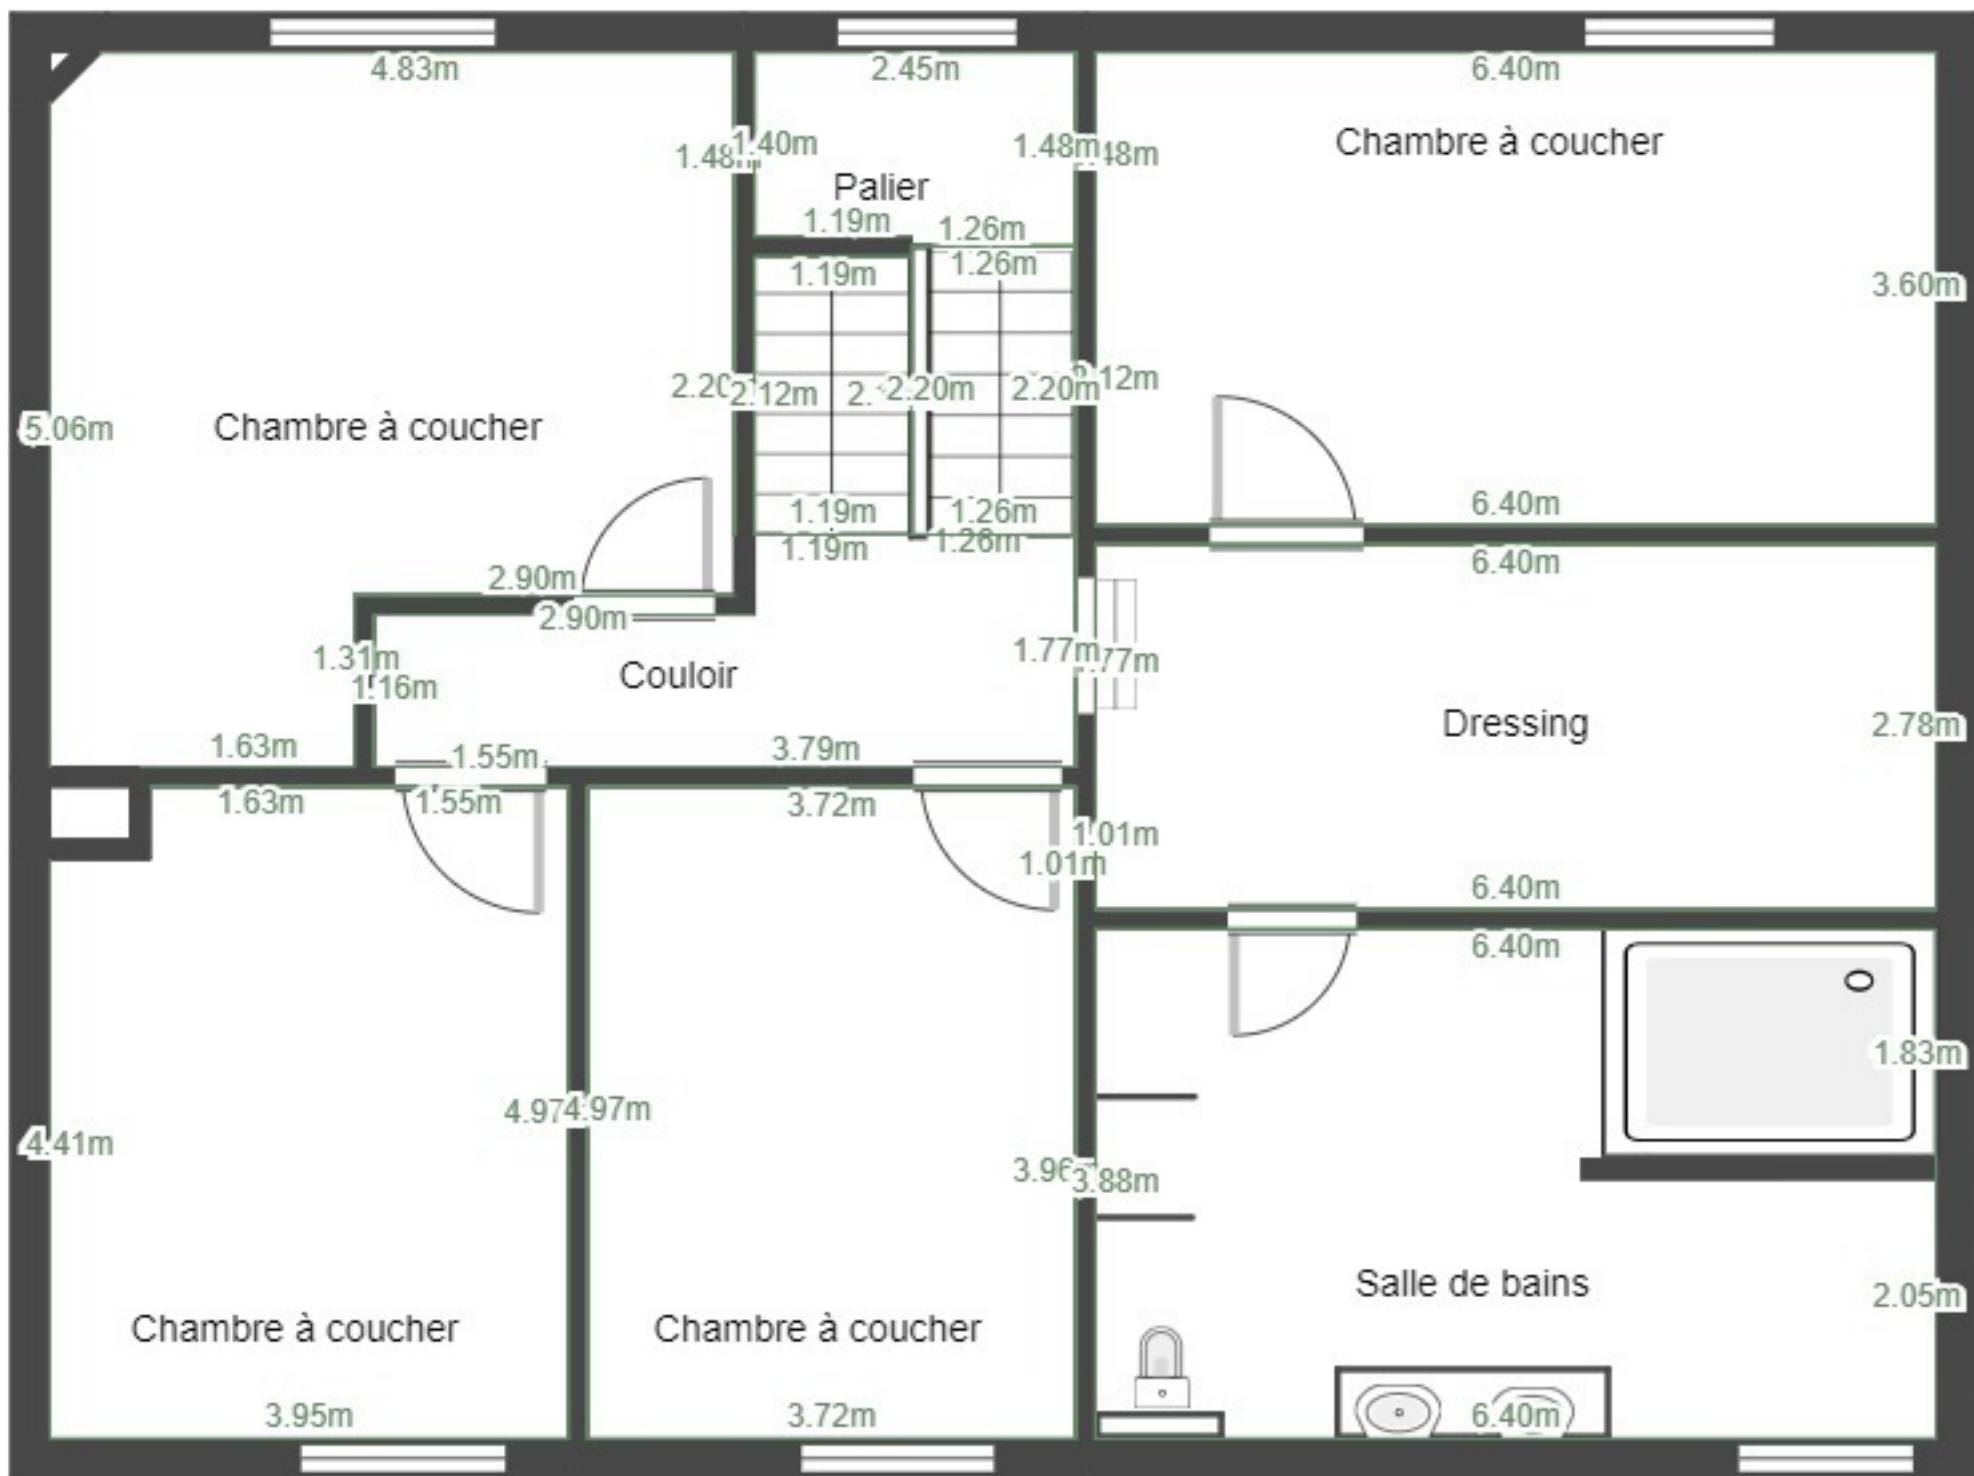 4.83m
2.45m
6.40m
Chambre à coucher
1.40m
1.48m
Palier
1.19m
1.26m
1.19m
1.26m
3.60m
2.12m
2.20m
2.20m
Chambre à coucher
5.06m
1.19m
1.26m
6.40m
1.19m
1.26m
6.40m
2.90m
2.90m
1.31m
1.16m
Couloir
1.77m
Dressing
2.78m
1.63m
1.55m
3.79m
1.63m
1.55m
3.72m
1.01m
1.01m
6.40m
6.40m
1.83m
4.97m
4.41m
3.88m
Salle de bains
2.05m
Chambre à coucher
Chambre à coucher
3.95m
3.72m
6.40m